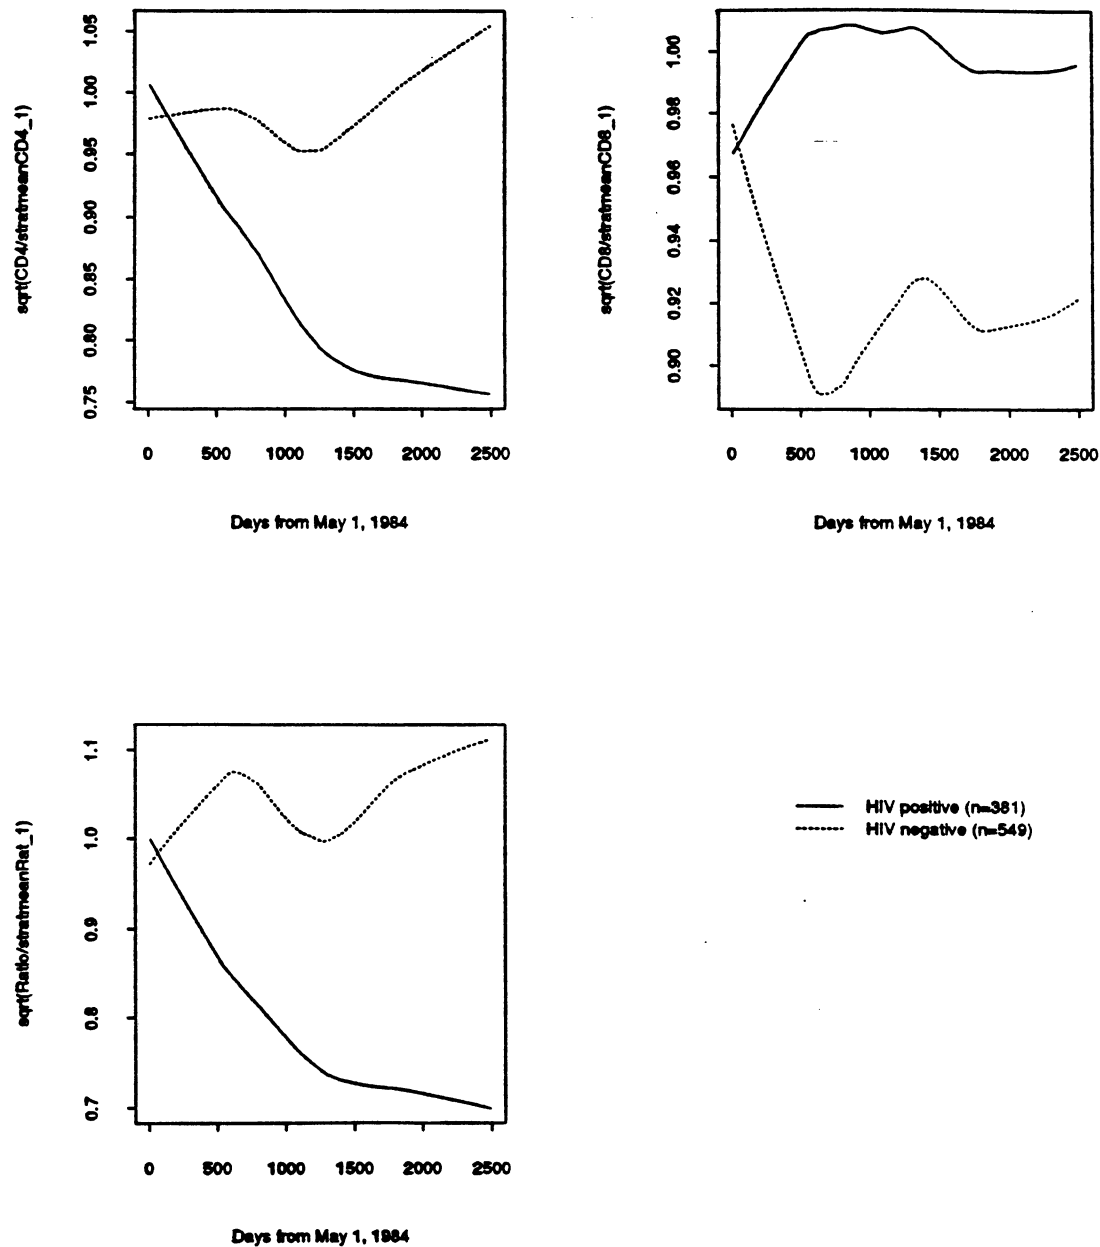 sqrt(CD4/stratmeanCD4_1)
1.05
1.00
0.95
0.90
0.85
0.80
0.75
0 500 1000 1500 2000 2500
Days from May 1, 1984
sqrt(CD8/stratmeanCD8_1)
1.00
0.98
0.96
0.94
0.92
0.90
0 500 1000 1500 2000 2500
Days from May 1, 1984
sqrt(Ratio/stratmeanRat_1)
1.1
1.0
0.9
0.8
0.7
0 500 1000 1500 2000 2500
Days from May 1, 1984
HIV positive (n=381)
HIV negative (n=549)